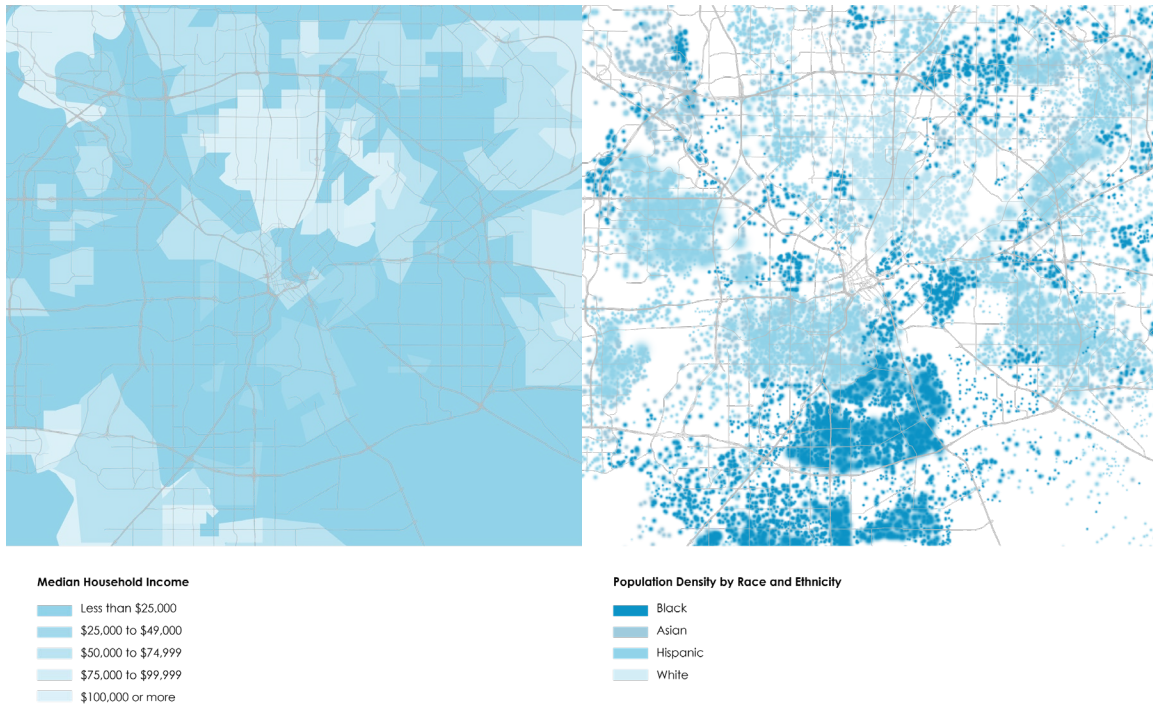 Median Household Income
Less than $25,000
$25,000 to $49,000
$50,000 to $74,999
$75,000 to $99,999
$100,000 or more
Population Density by Race and Ethnicity
Black
Asian
Hispanic
White